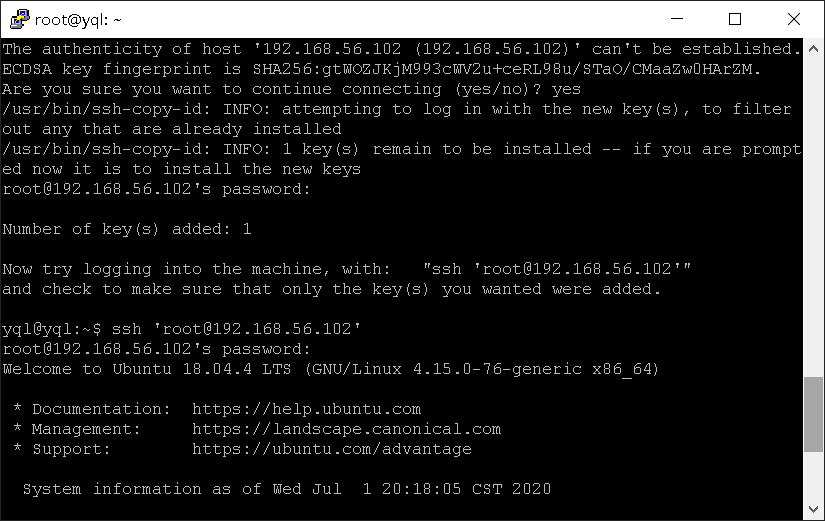 root@yql: ~
The authenticity of host '192.168.56.102 (192.168.56.102)' can't be established.
ECDSA key fingerprint is SHA256:gtWOZJKjM993cWV2u+ceRL98u/STaO/CMaaZw0HArZM.
Are you sure you want to continue connecting (yes/no)? yes
/usr/bin/ssh-copy-id: INFO: attempting to log in with the new key(s), to filter
out any that are already installed
/usr/bin/ssh-copy-id: INFO: 1 key(s) remain to be installed -- if you are prompt
ed now it is to install the new keys
root@192.168.56.102's password:
Number of key(s) added: 1
Now try logging into the machine, with:   "ssh 'root@192.168.56.102'"
and check to make sure that only the key(s) you wanted were added.
yql@yql:~$ ssh 'root@192.168.56.102'
root@192.168.56.102's password:
Welcome to Ubuntu 18.04.4 LTS (GNU/Linux 4.15.0-76-generic x86_64)
 * Documentation:  https://help.ubuntu.com
 * Management:     https://landscape.canonical.com
 * Support:        https://ubuntu.com/advantage
  System information as of Wed Jul  1 20:18:05 CST 2020